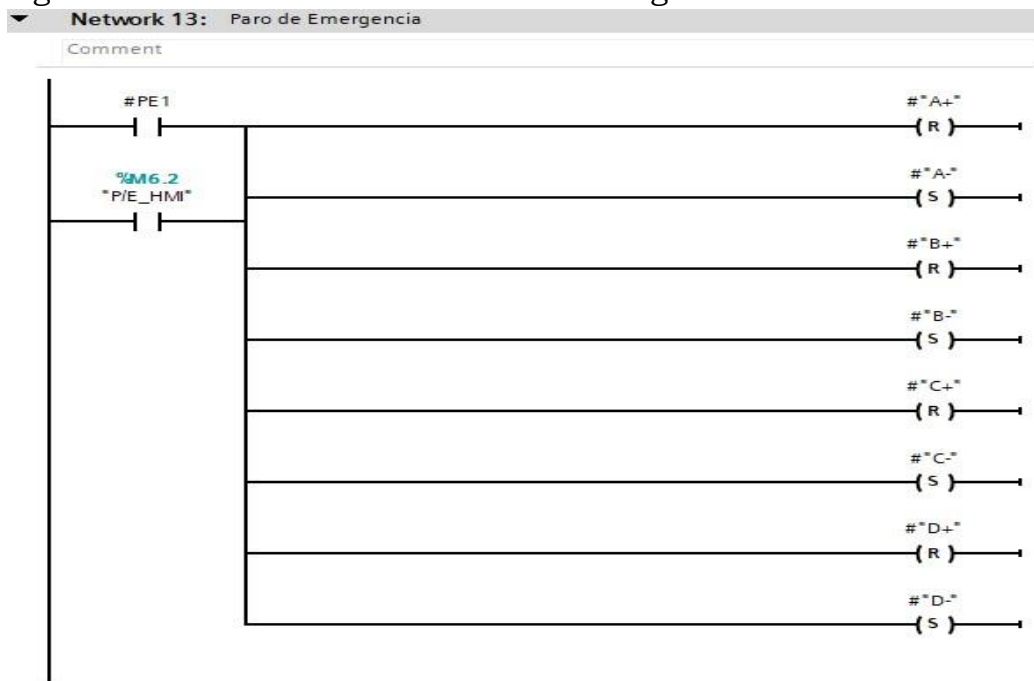 Network 13: Paro de Emergencia
Comment
#PE1
#"A+"
( R )
%M6.2
"P/E_HMI"
#"A-"
( S )
#"B+"
( R )
#"B-"
( S )
#"C+"
( R )
#"C-"
( S )
#"D+"
( R )
#"D-"
( S )